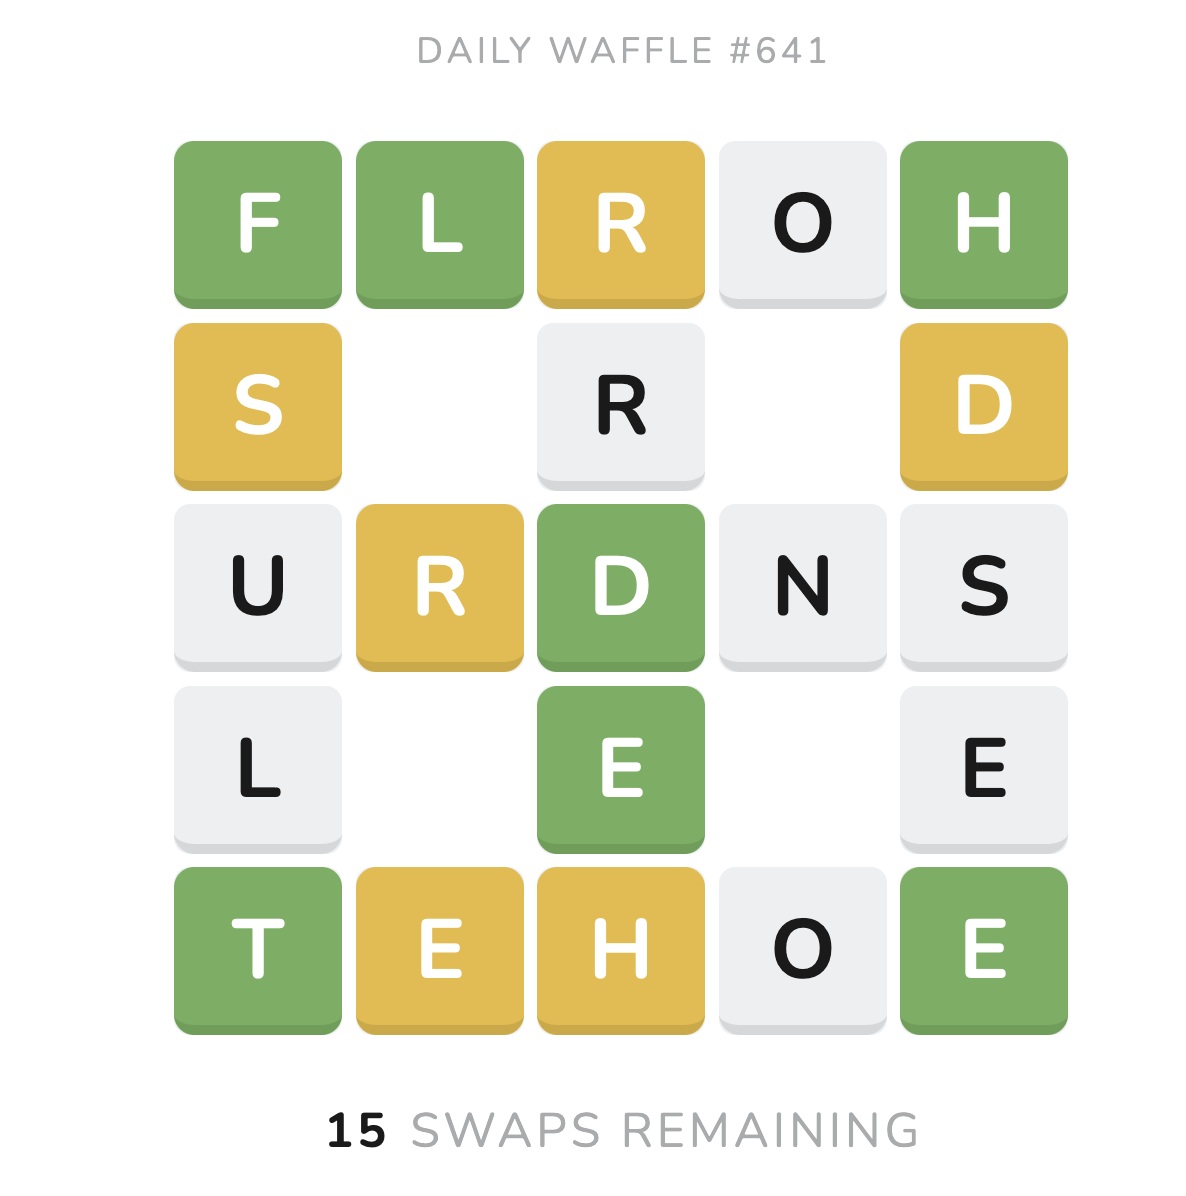 DAILY WAFFLE #641
F L R O H
S R D
U R D N S
L E E
T E H O E
15 SWAPS REMAINING